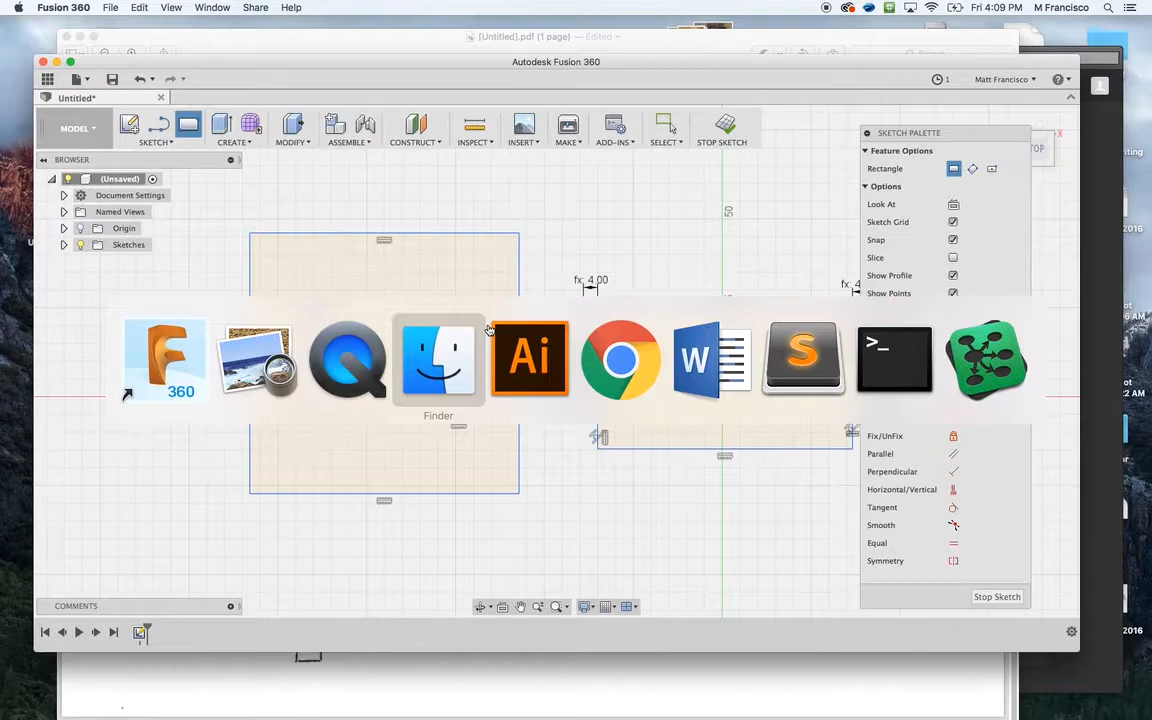 Fusion 360 File Edit View Window Share Help Fri 4:09 PM M Francisco
[Untitled].pdf (1 page) — Edited
Autodesk Fusion 360
1 Matt Francisco
Untitled*
MODEL SKETCH CREATE MODIFY ASSEMBLE CONSTRUCT INSPECT INSERT MAKE ADD-INS SELECT STOP SKETCH
BROWSER
(Unsaved)
Document Settings
Named Views
Origin
Sketches
SKETCH PALETTE
Feature Options
Rectangle
Options
Look At
Sketch Grid
Snap
Slice
Show Profile
Show Points
X
TOP
50
fx: 4.00
fx: 4
360
Ai
W
S
>_
Finder
Fix/UnFix
Parallel
Perpendicular
Horizontal/Vertical
Tangent
Smooth
Equal
Symmetry
Stop Sketch
COMMENTS
2016
2016